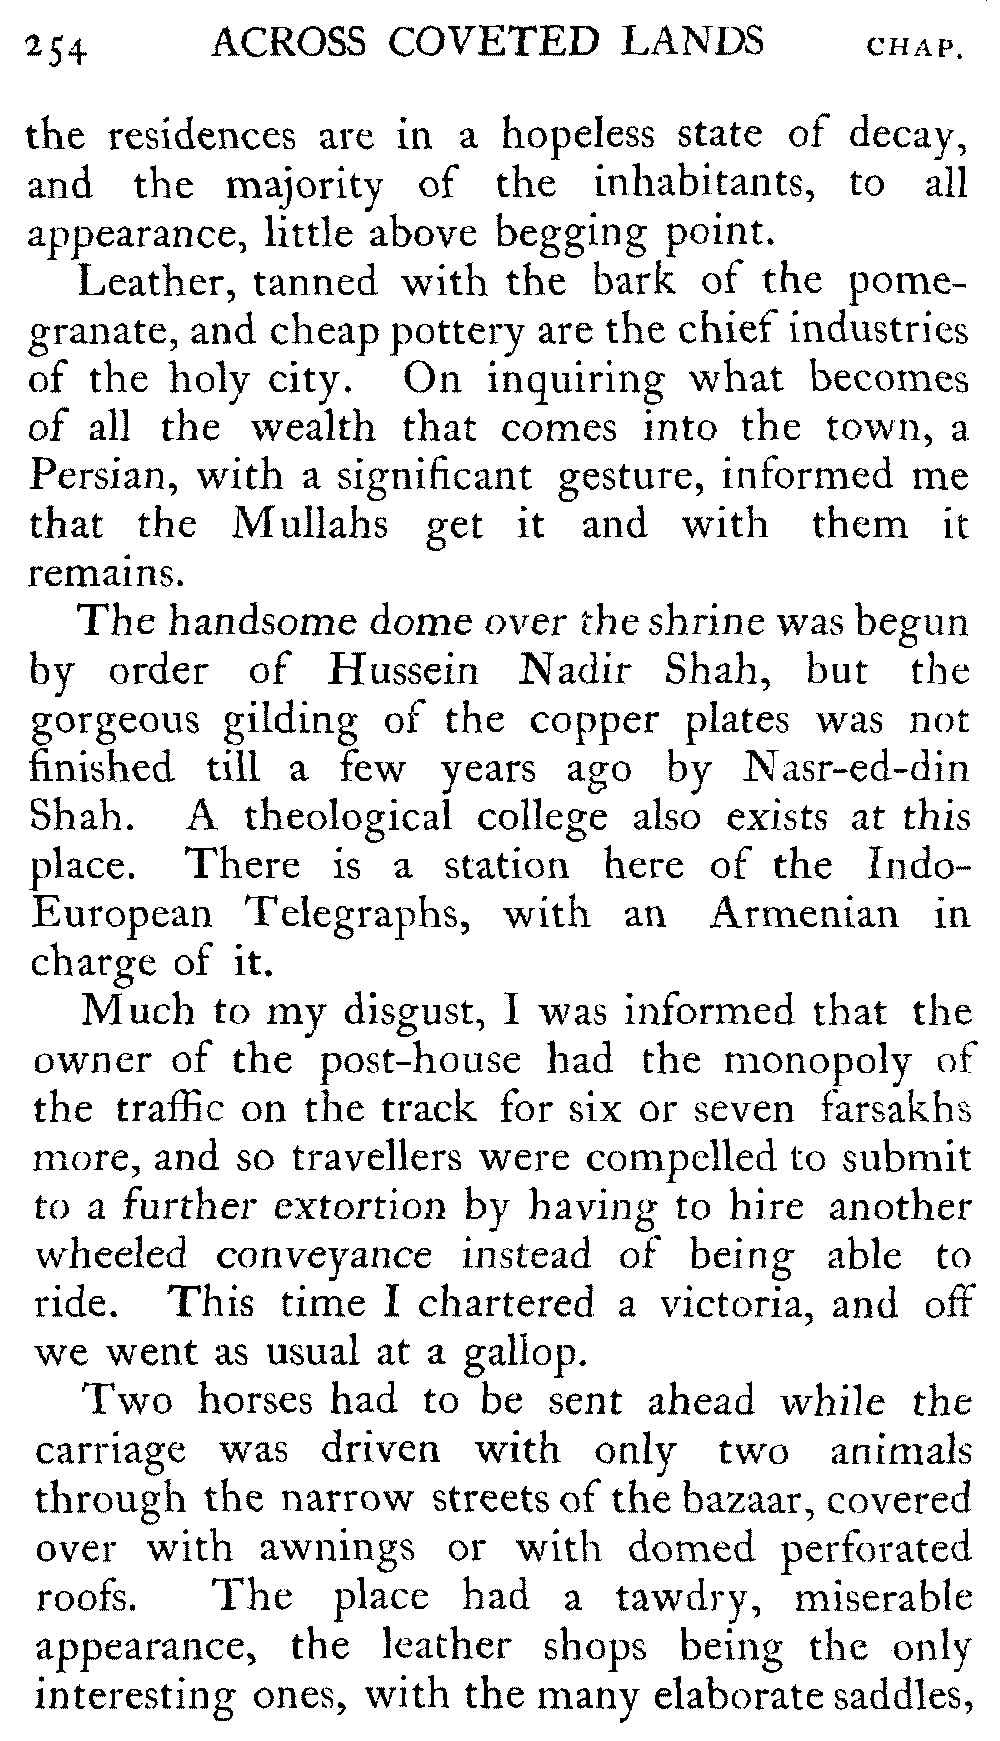 254 ACROSS COVETED LANDS CHAP.
the residences are in a hopeless state of decay,
and the majority of the inhabitants, to all
appearance, little above begging point.
Leather, tanned with the bark of the pome-
granate, and cheap pottery are the chief industries
of the holy city. On inquiring what becomes
of all the wealth that comes into the town, a
Persian, with a significant gesture, informed me
that the Mullahs get it and with them it
remains.
The handsome dome over the shrine was begun
by order of Hussein Nadir Shah, but the
gorgeous gilding of the copper plates was not
finished till a few years ago by Nasr-ed-din
Shah. A theological college also exists at this
place. There is a station here of the Indo-
European Telegraphs, with an Armenian in
charge of it.
Much to my disgust, I was informed that the
owner of the post-house had the monopoly of
the traffic on the track for six or seven farsakhs
more, and so travellers were compelled to submit
to a further extortion by having to hire another
wheeled conveyance instead of being able to
ride. This time I chartered a victoria, and off
we went as usual at a gallop.
Two horses had to be sent ahead while the
carriage was driven with only two animals
through the narrow streets of the bazaar, covered
over with awnings or with domed perforated
roofs. The place had a tawdry, miserable
appearance, the leather shops being the only
interesting ones, with the many elaborate saddles,